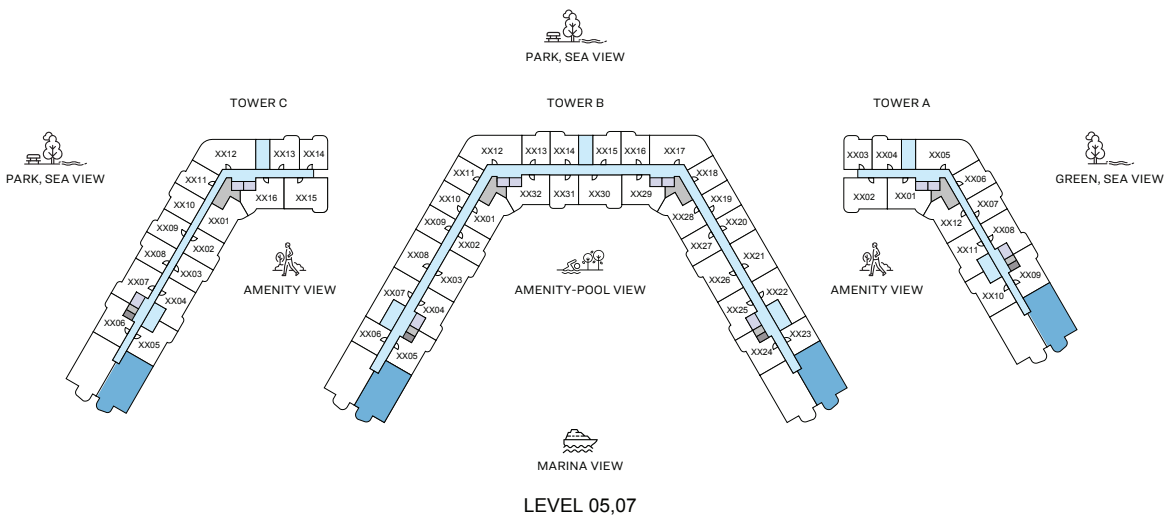 PARK, SEA VIEW
TOWER C
TOWER B
TOWER A
PARK, SEA VIEW
GREEN, SEA VIEW
XX12
XX13
XX14
XX11
XX10
XX09
XX08
XX07
XX06
XX01
XX02
XX03
XX04
XX05
XX16
XX15
AMENITY VIEW
XX12
XX13
XX14
XX15
XX16
XX17
XX11
XX10
XX09
XX08
XX07
XX06
XX32
XX31
XX30
XX29
XX01
XX02
XX03
XX04
XX05
XX18
XX19
XX20
XX21
XX22
XX23
XX28
XX27
XX26
XX25
XX24
AMENITY-POOL VIEW
XX03
XX04
XX05
XX02
XX01
XX06
XX07
XX08
XX09
XX12
XX11
XX10
AMENITY VIEW
MARINA VIEW
LEVEL 05,07